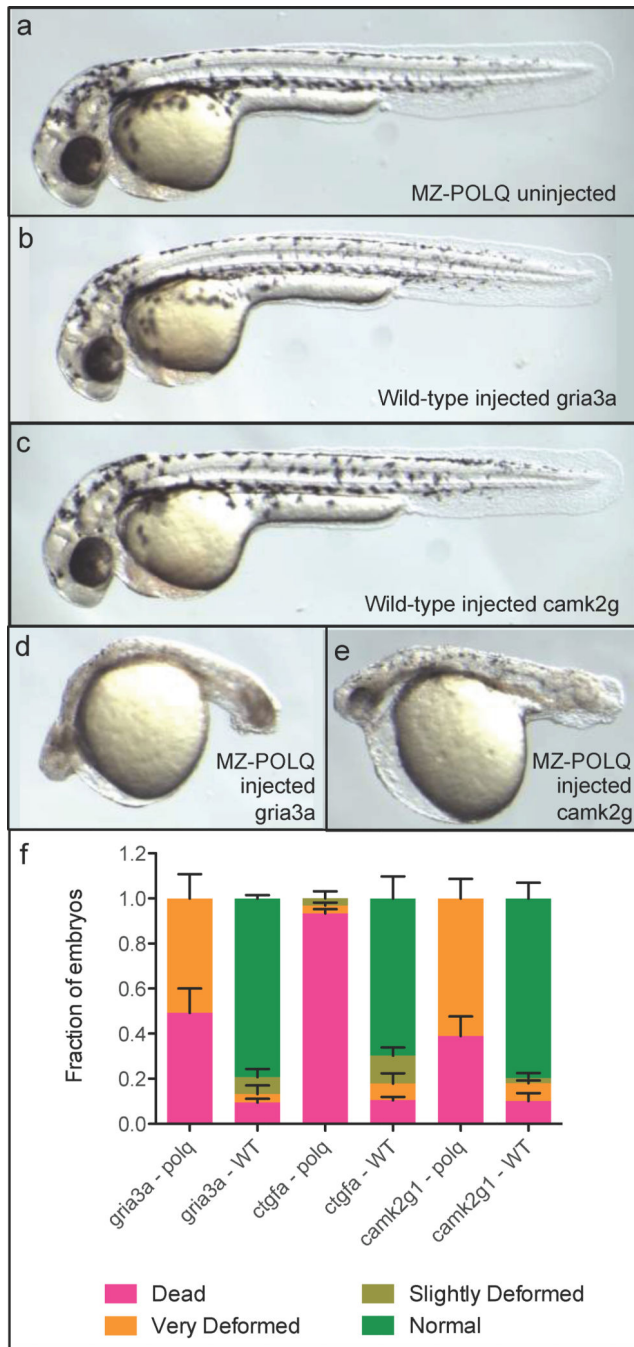 a
MZ-POLQ uninjected
b
Wild-type injected gria3a
c
Wild-type injected camk2g
d
MZ-POLQ
injected
gria3a
e
MZ-POLQ
injected
camk2g
f
Fraction of embryos
1.2
1.0
0.8
0.6
0.4
0.2
0.0
gria3a - polq
gria3a - WT
ctgfa - polq
ctgfa - WT
camk2g1 - polq
camk2g1 - WT
Dead
Slightly Deformed
Very Deformed
Normal